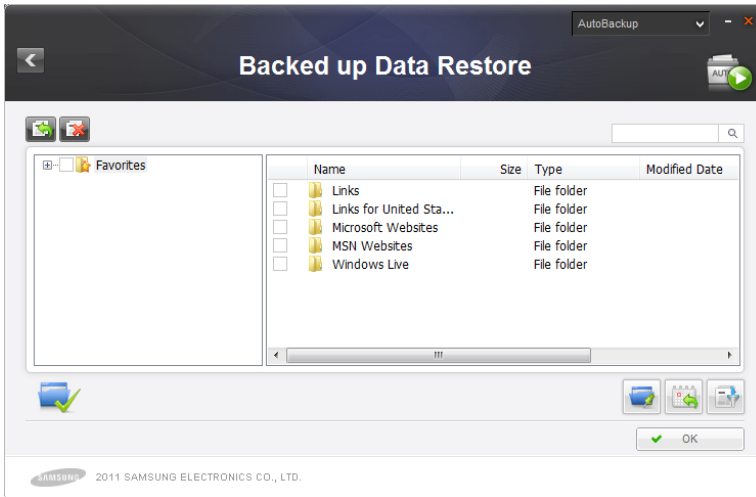 AutoBackup
Backed up Data Restore
AUTO
Favorites
Name Size Type Modified Date
Links File folder
Links for United Sta... File folder
Microsoft Websites File folder
MSN Websites File folder
Windows Live File folder
OK
SAMSUNG 2011 SAMSUNG ELECTRONICS CO., LTD.